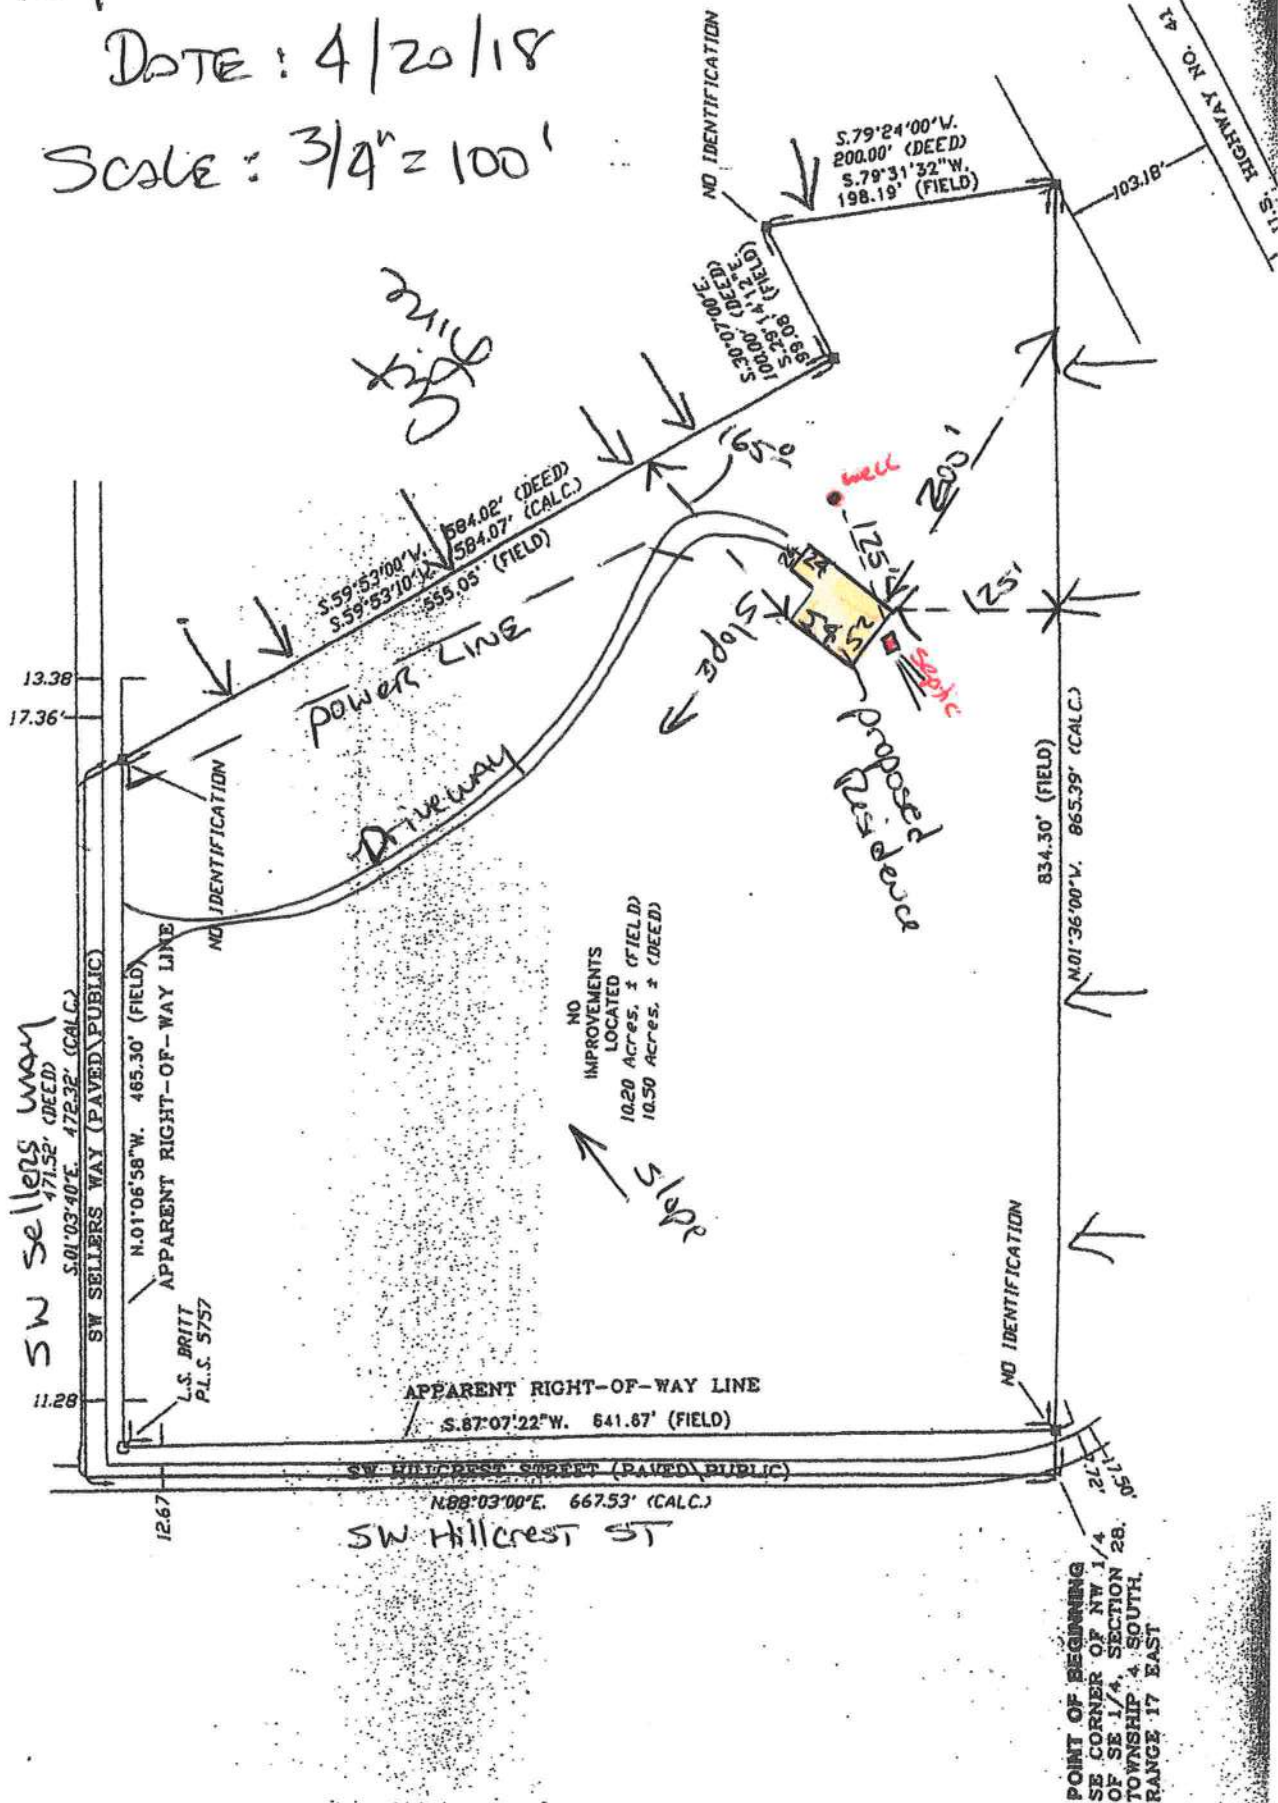 DATE: 4/20/18
SCALE: 3/4" = 100'
NO IDENTIFICATION
S.79°24'00"W.
200.00' (DEED)
S.79°31'32"W.
198.19' (FIELD)
U.S. HIGHWAY NO. 41
103.18'
S.30°07'00"E.
100.00' (DEED)
S.29°14'12"E.
99.08' (FIELD)
S.59°53'00"W. 584.02' (DEED)
S.59°53'10"W. 584.07' (CALC.)
555.05' (FIELD)
POWER LINE
well
125'
200'
125'
24
24
54
Slope
septic
proposed
Residence
13.38
17.36'
NO IDENTIFICATION
Driveway
834.30' (FIELD)
N.01°36'00"W. 865.39' (CALC.)
NO
IMPROVEMENTS
LOCATED
10.20 Acres. ± (FIELD)
10.50 Acres. ± (DEED)
SW Sellers way
471.52' (DEED)
S.01°03'40"E. 472.32' (CALC.)
SW SELLERS WAY (PAVED\PUBLIC)
N.01°06'58"W. 465.30' (FIELD)
APPARENT RIGHT-OF-WAY LINE
Slope
L.S. BRITT
P.L.S. 5757
NO IDENTIFICATION
11.28
APPARENT RIGHT-OF-WAY LINE
S.87°07'22"W. 641.67' (FIELD)
SW HILLCREST STREET (PAVED\PUBLIC)
N.88°03'00"E. 667.53' (CALC.)
12.67
SW Hillcrest ST
17.50'
POINT OF BEGINNING
SE CORNER OF NW 1/4
OF SE 1/4, SECTION 28.
TOWNSHIP 4 SOUTH.
RANGE 17 EAST